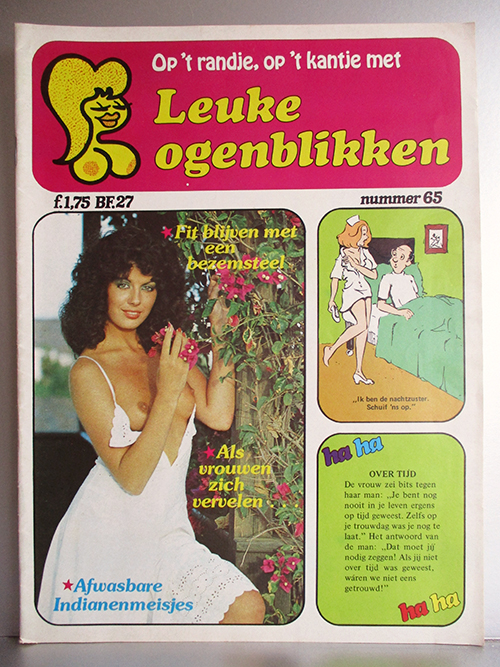 Op 't randje, op 't kantje met
Leuke
ogenblikken
f.1,75 BF.27
nummer 65
★Fit blijven met
een
bezemsteel
★Als
vrouwen
zich
vervelen . . . .
★Afwasbare
Indianenmeisjes
„Ik ben de nachtzuster.
Schuif 'ns op."
ha ha
OVER TIJD
De vrouw zei bits tegen
haar man: „Je bent nog
nooit in je leven ergens
op tijd geweest. Zelfs op
je trouwdag was je nog te
laat." Het antwoord van
de man: „Dat moet jij
nodig zeggen! Als jij niet
over tijd was geweest,
wáren we niet eens
getrouwd!"
ha ha